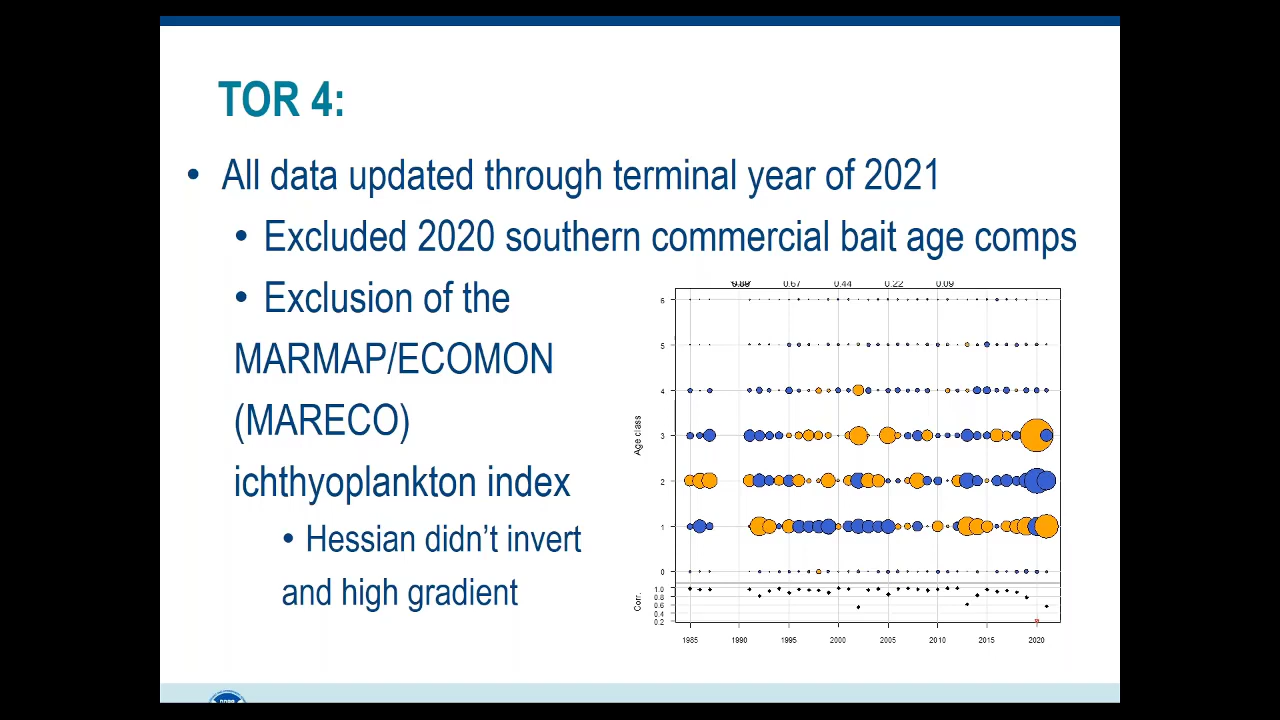 TOR 4:
• All data updated through terminal year of 2021
• Excluded 2020 southern commercial bait age comps
• Exclusion of the
MARMAP/ECOMON
(MARECO)
ichthyoplankton index
• Hessian didn't invert
and high gradient
0.67 0.44 0.22 0.09
Age class
6
5
4
3
2
1
0
Corr.
1.0
0.8
0.6
0.4
0.2
1985 1990 1995 2000 2005 2010 2015 2020